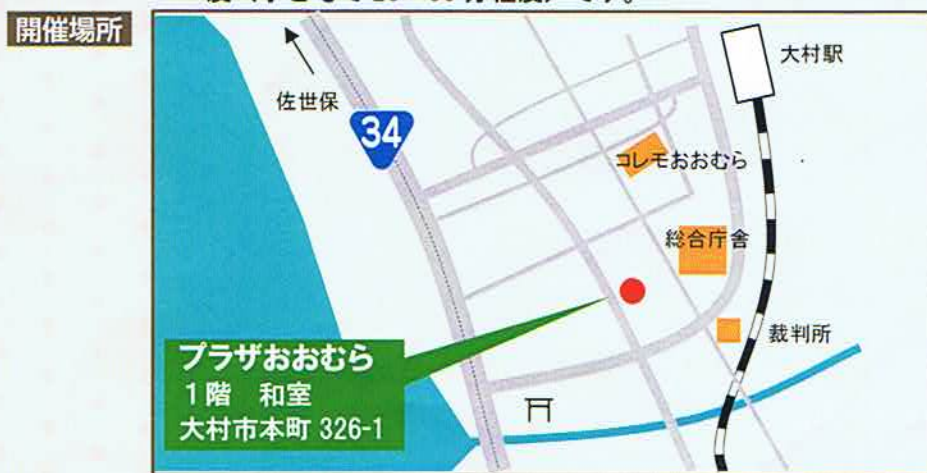 開催場所
大村駅
佐世保
34
コレモおおむら
総合庁舎
裁判所
プラザおおむら
1階 和室
大村市本町 326-1